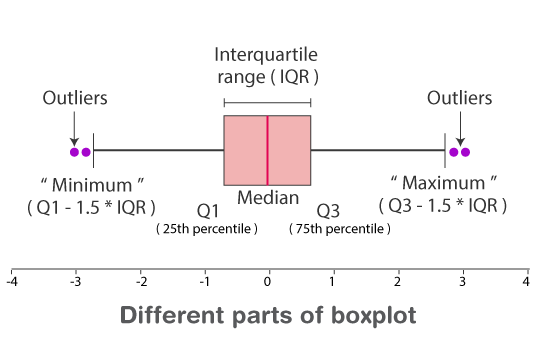 Interquartile
range ( IQR )
Outliers
Outliers
“ Minimum ”
( Q1 - 1.5 * IQR )
Median
“ Maximum ”
( Q3 - 1.5 * IQR )
Q1
( 25th percentile )
Q3
( 75th percentile )
-4 -3 -2 -1 0 1 2 3 4
Different parts of boxplot